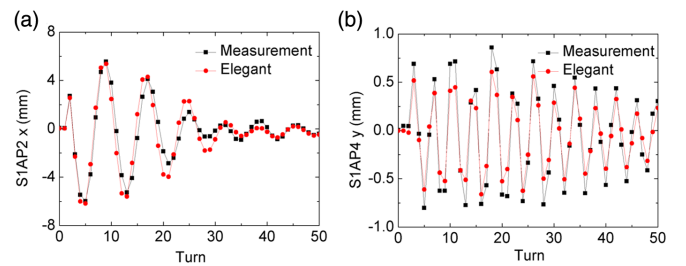 (a)
S1AP2 x (mm)
8
4
0
-4
-8
0 10 20 30 40 50
Turn
Measurement
Elegant
(b)
S1AP4 y (mm)
1.0
0.5
0.0
-0.5
-1.0
0 10 20 30 40 50
Turn
Measurement
Elegant